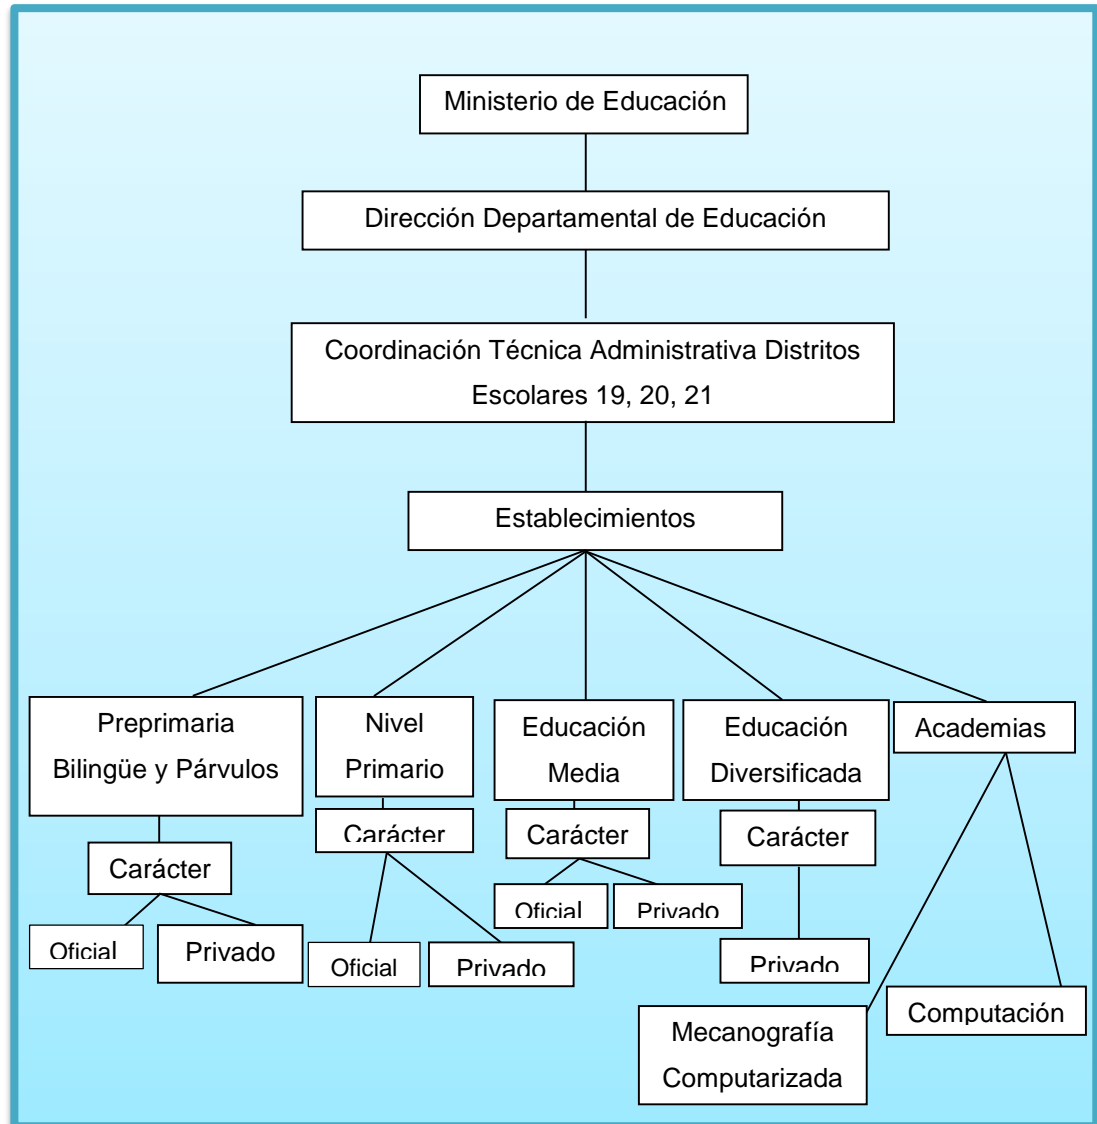 Ministerio de Educación
Dirección Departamental de Educación
Coordinación Técnica Administrativa Distritos
Escolares 19, 20, 21
Establecimientos
Preprimaria
Bilingüe y Párvulos
Nivel
Primario
Educación
Media
Educación
Diversificada
Academias
Carácter
Carácter
Carácter
Carácter
Oficial
Privado
Oficial
Privado
Oficial
Privado
Privado
Mecanografía
Computarizada
Computación